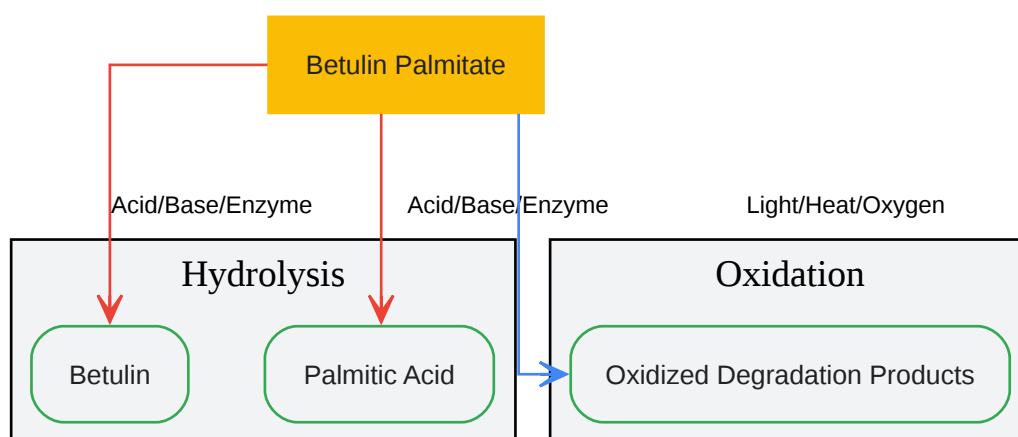 Betulin Palmitate
Acid/Base/Enzyme
Acid/Base/Enzyme
Light/Heat/Oxygen
Hydrolysis
Oxidation
Betulin
Palmitic Acid
Oxidized Degradation Products